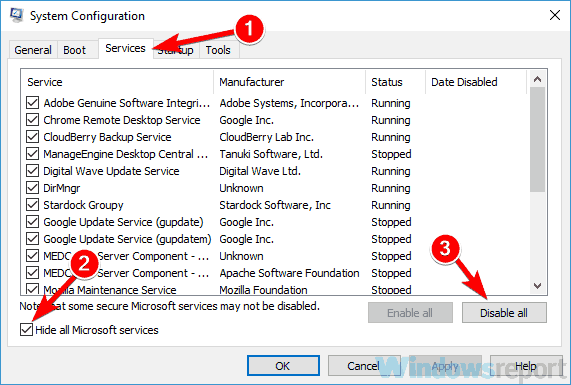 System Configuration
1
General Boot Services Startup Tools
Service Manufacturer Status Date Disabled
Adobe Genuine Software Integri... Adobe Systems, Incorpora... Running
Chrome Remote Desktop Service Google Inc. Running
CloudBerry Backup Service CloudBerry Lab Inc. Running
ManageEngine Desktop Central ... Tanuki Software, Ltd. Stopped
Digital Wave Update Service Digital Wave Ltd. Running
DirMngr Unknown Running
Stardock Groupy Stardock Software, Inc Running
Google Update Service (gupdate) Google Inc. Stopped
Google Update Service (gupdatem) Google Inc. Stopped
2 3
MEDC Server Component - ... Unknown Stopped
MEDC Server Component - ... Apache Software Foundation Stopped
Mozilla Maintenance Service Mozilla Foundation Stopped
Note that some secure Microsoft services may not be disabled.
Enable all Disable all
Hide all Microsoft services
OK Cancel Apply Help
Windowsreport